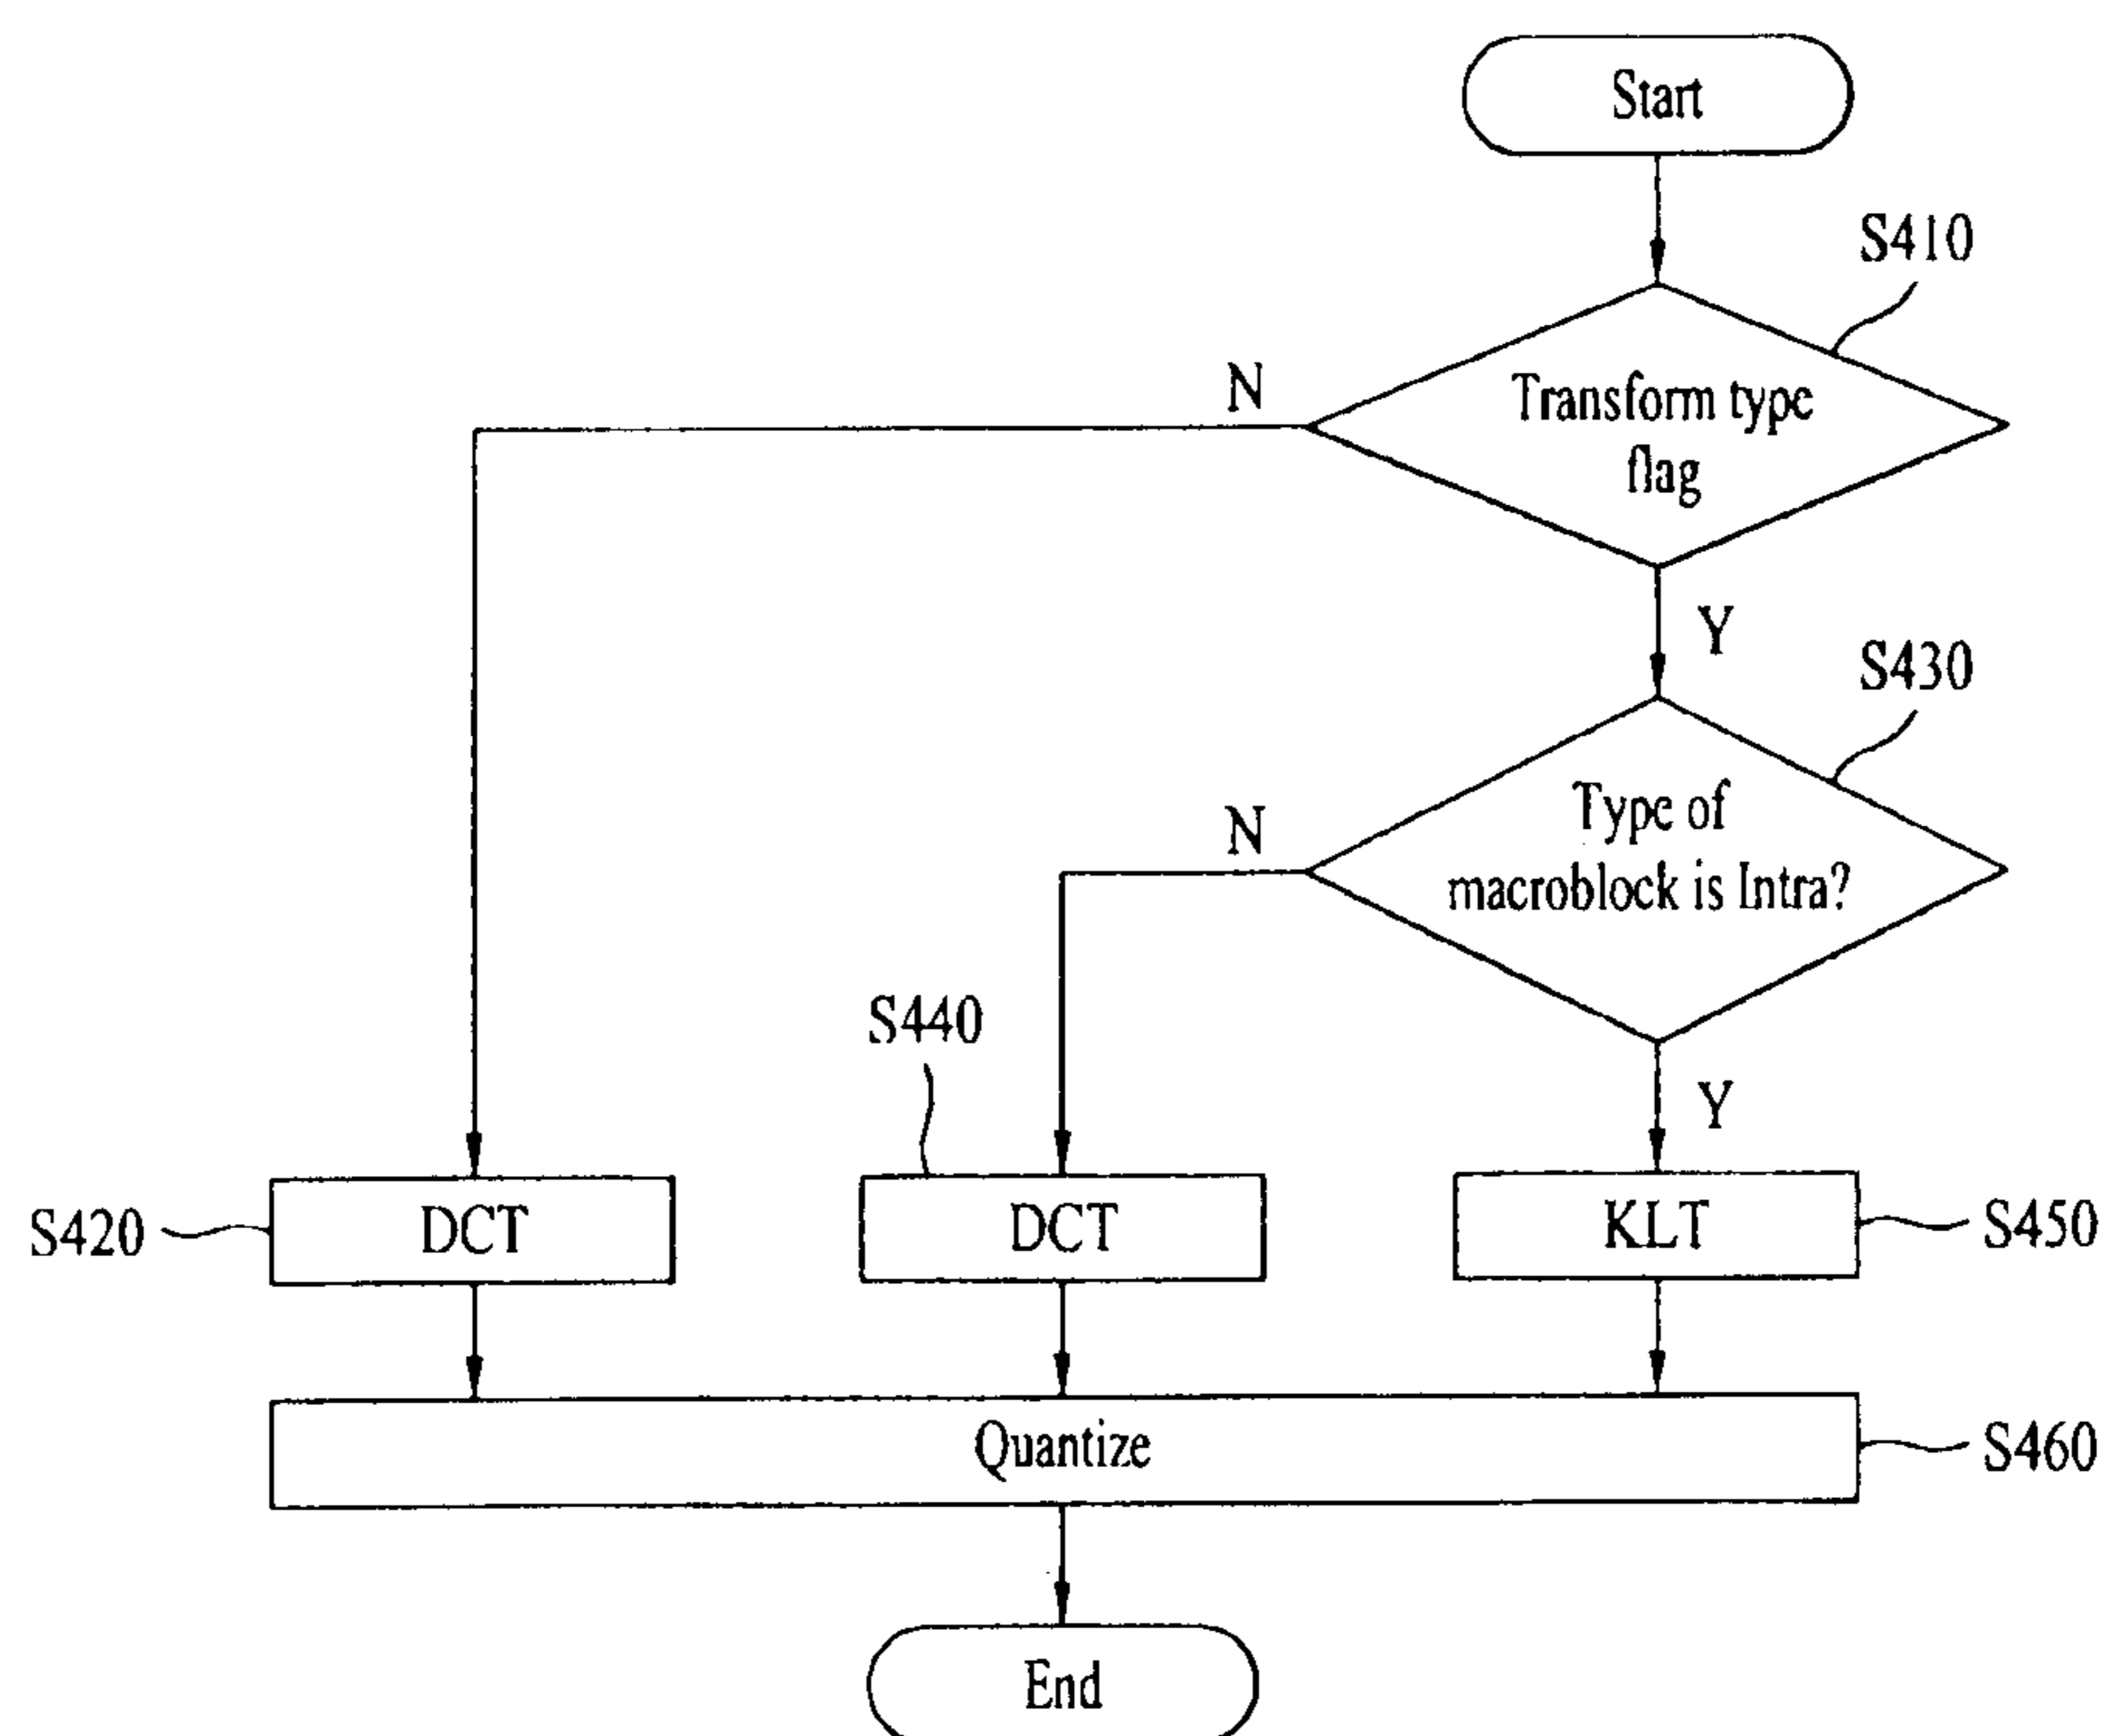 Start
S410
N
Transform type
flag
Y
S430
Type of
N
macroblock is Intra?
S440
Y
S420
DCT
DCT
KLT
S450
Quantize
S460
End